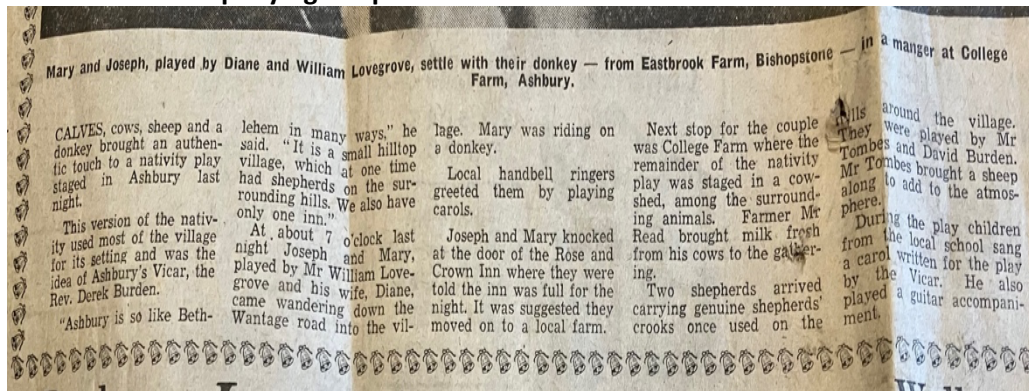 Mary and Joseph, played by Diane and William Lovegrove, settle with their donkey — from Eastbrook Farm, Bishopstone — in a manger at College
Farm, Ashbury.
CALVES, cows, sheep and a
donkey brought an authen-
tic touch to a nativity play
staged in Ashbury last
night.
This version of the nativ-
ity used most of the village
for its setting and was the
idea of Ashbury's Vicar, the
Rev. Derek Burden.
"Ashbury is so like Beth-
lehem in many ways," he
said. "It is a small hilltop
village, which at one time
had shepherds on the sur-
rounding hills. We also have
only one inn."
At about 7 o'clock last
night Joseph and Mary,
played by Mr William Love-
grove and his wife, Diane,
came wandering down the
Wantage road into the vil-
lage. Mary was riding on
a donkey.
Local handbell ringers
greeted them by playing
carols.
Joseph and Mary knocked
at the door of the Rose and
Crown Inn where they were
told the inn was full for the
night. It was suggested they
moved on to a local farm.
Next stop for the couple
was College Farm where the
remainder of the nativity
play was staged in a cow-
shed, among the surround-
ing animals. Farmer Mr
Read brought milk fresh
from his cows to the gather-
ing.
Two shepherds arrived
carrying genuine shepherds'
crooks once used on the
hills around the village.
They were played by Mr
Tombes and David Burden.
Mr Tombes brought a sheep
along to add to the atmos-
phere.
During the play children
from the local school sang
a carol written for the play
by the Vicar. He also
played a guitar accompani-
ment.